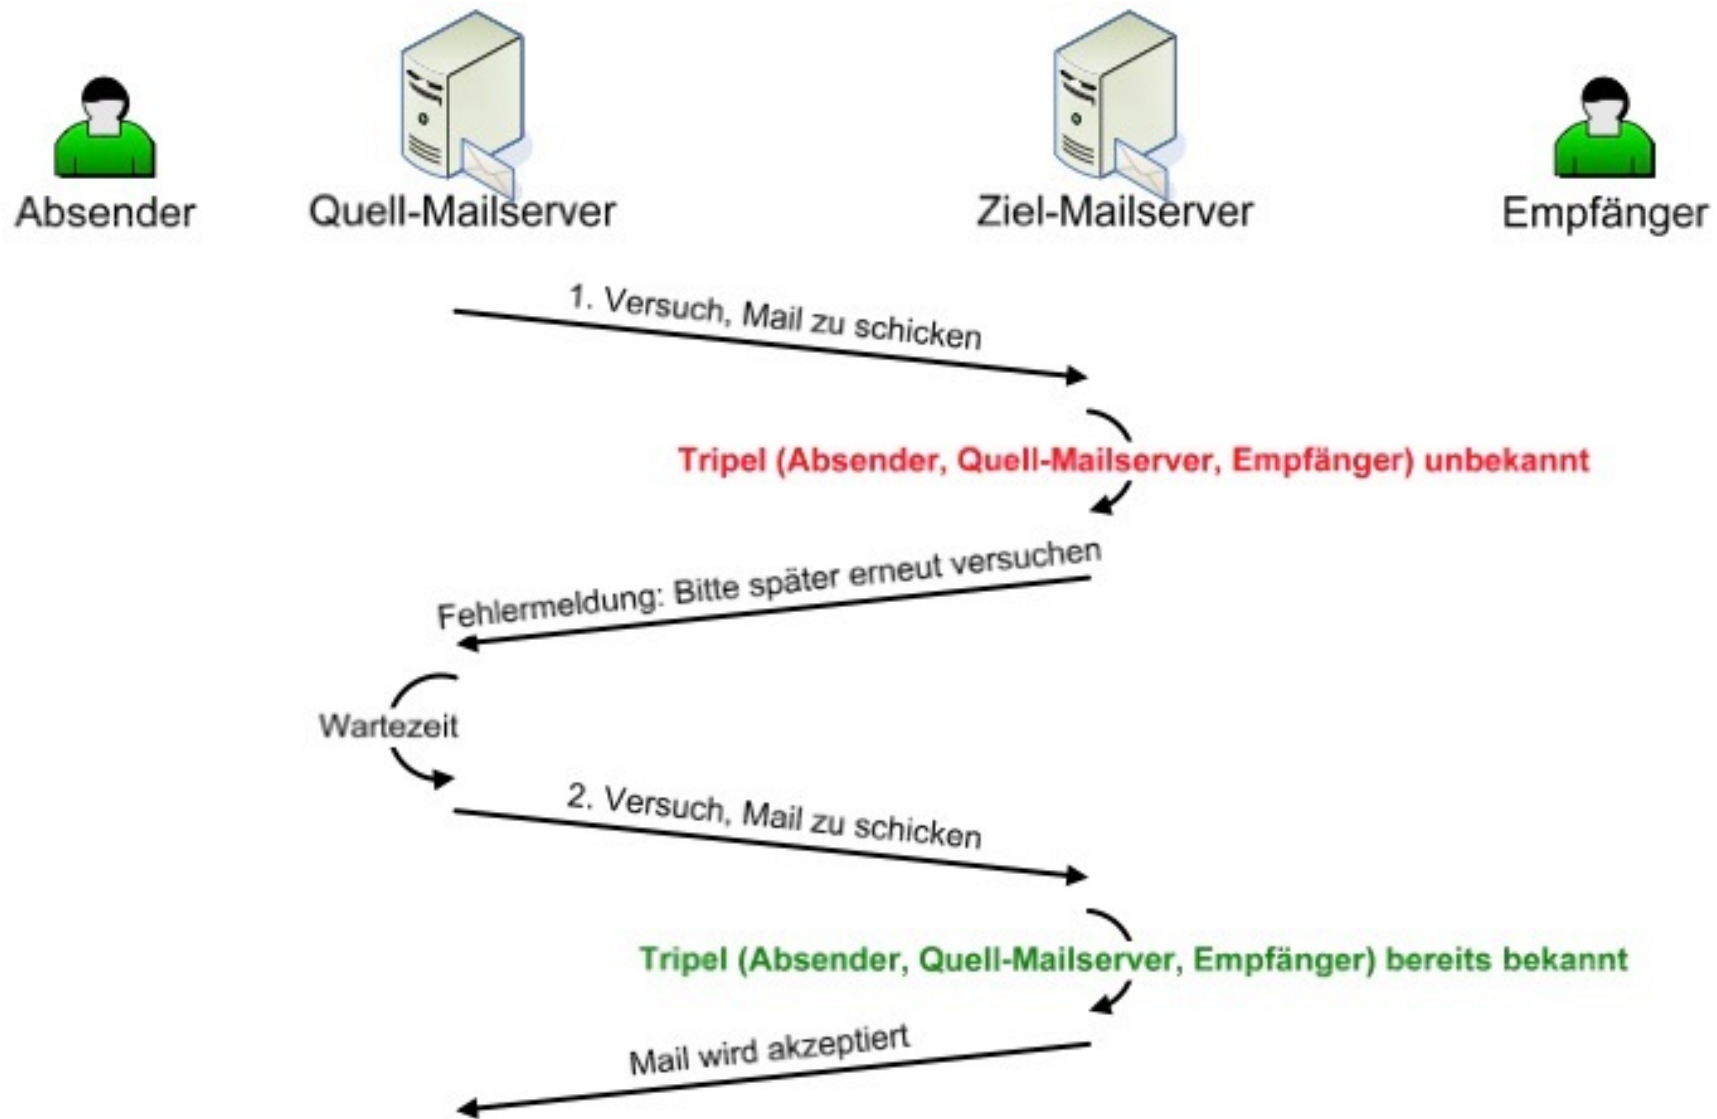 Absender
Quell-Mailserver
Ziel-Mailserver
Empfänger
1. Versuch, Mail zu schicken
Tripel (Absender, Quell-Mailserver, Empfänger) unbekannt
Fehlermeldung: Bitte später erneut versuchen
Wartezeit
2. Versuch, Mail zu schicken
Tripel (Absender, Quell-Mailserver, Empfänger) bereits bekannt
Mail wird akzeptiert